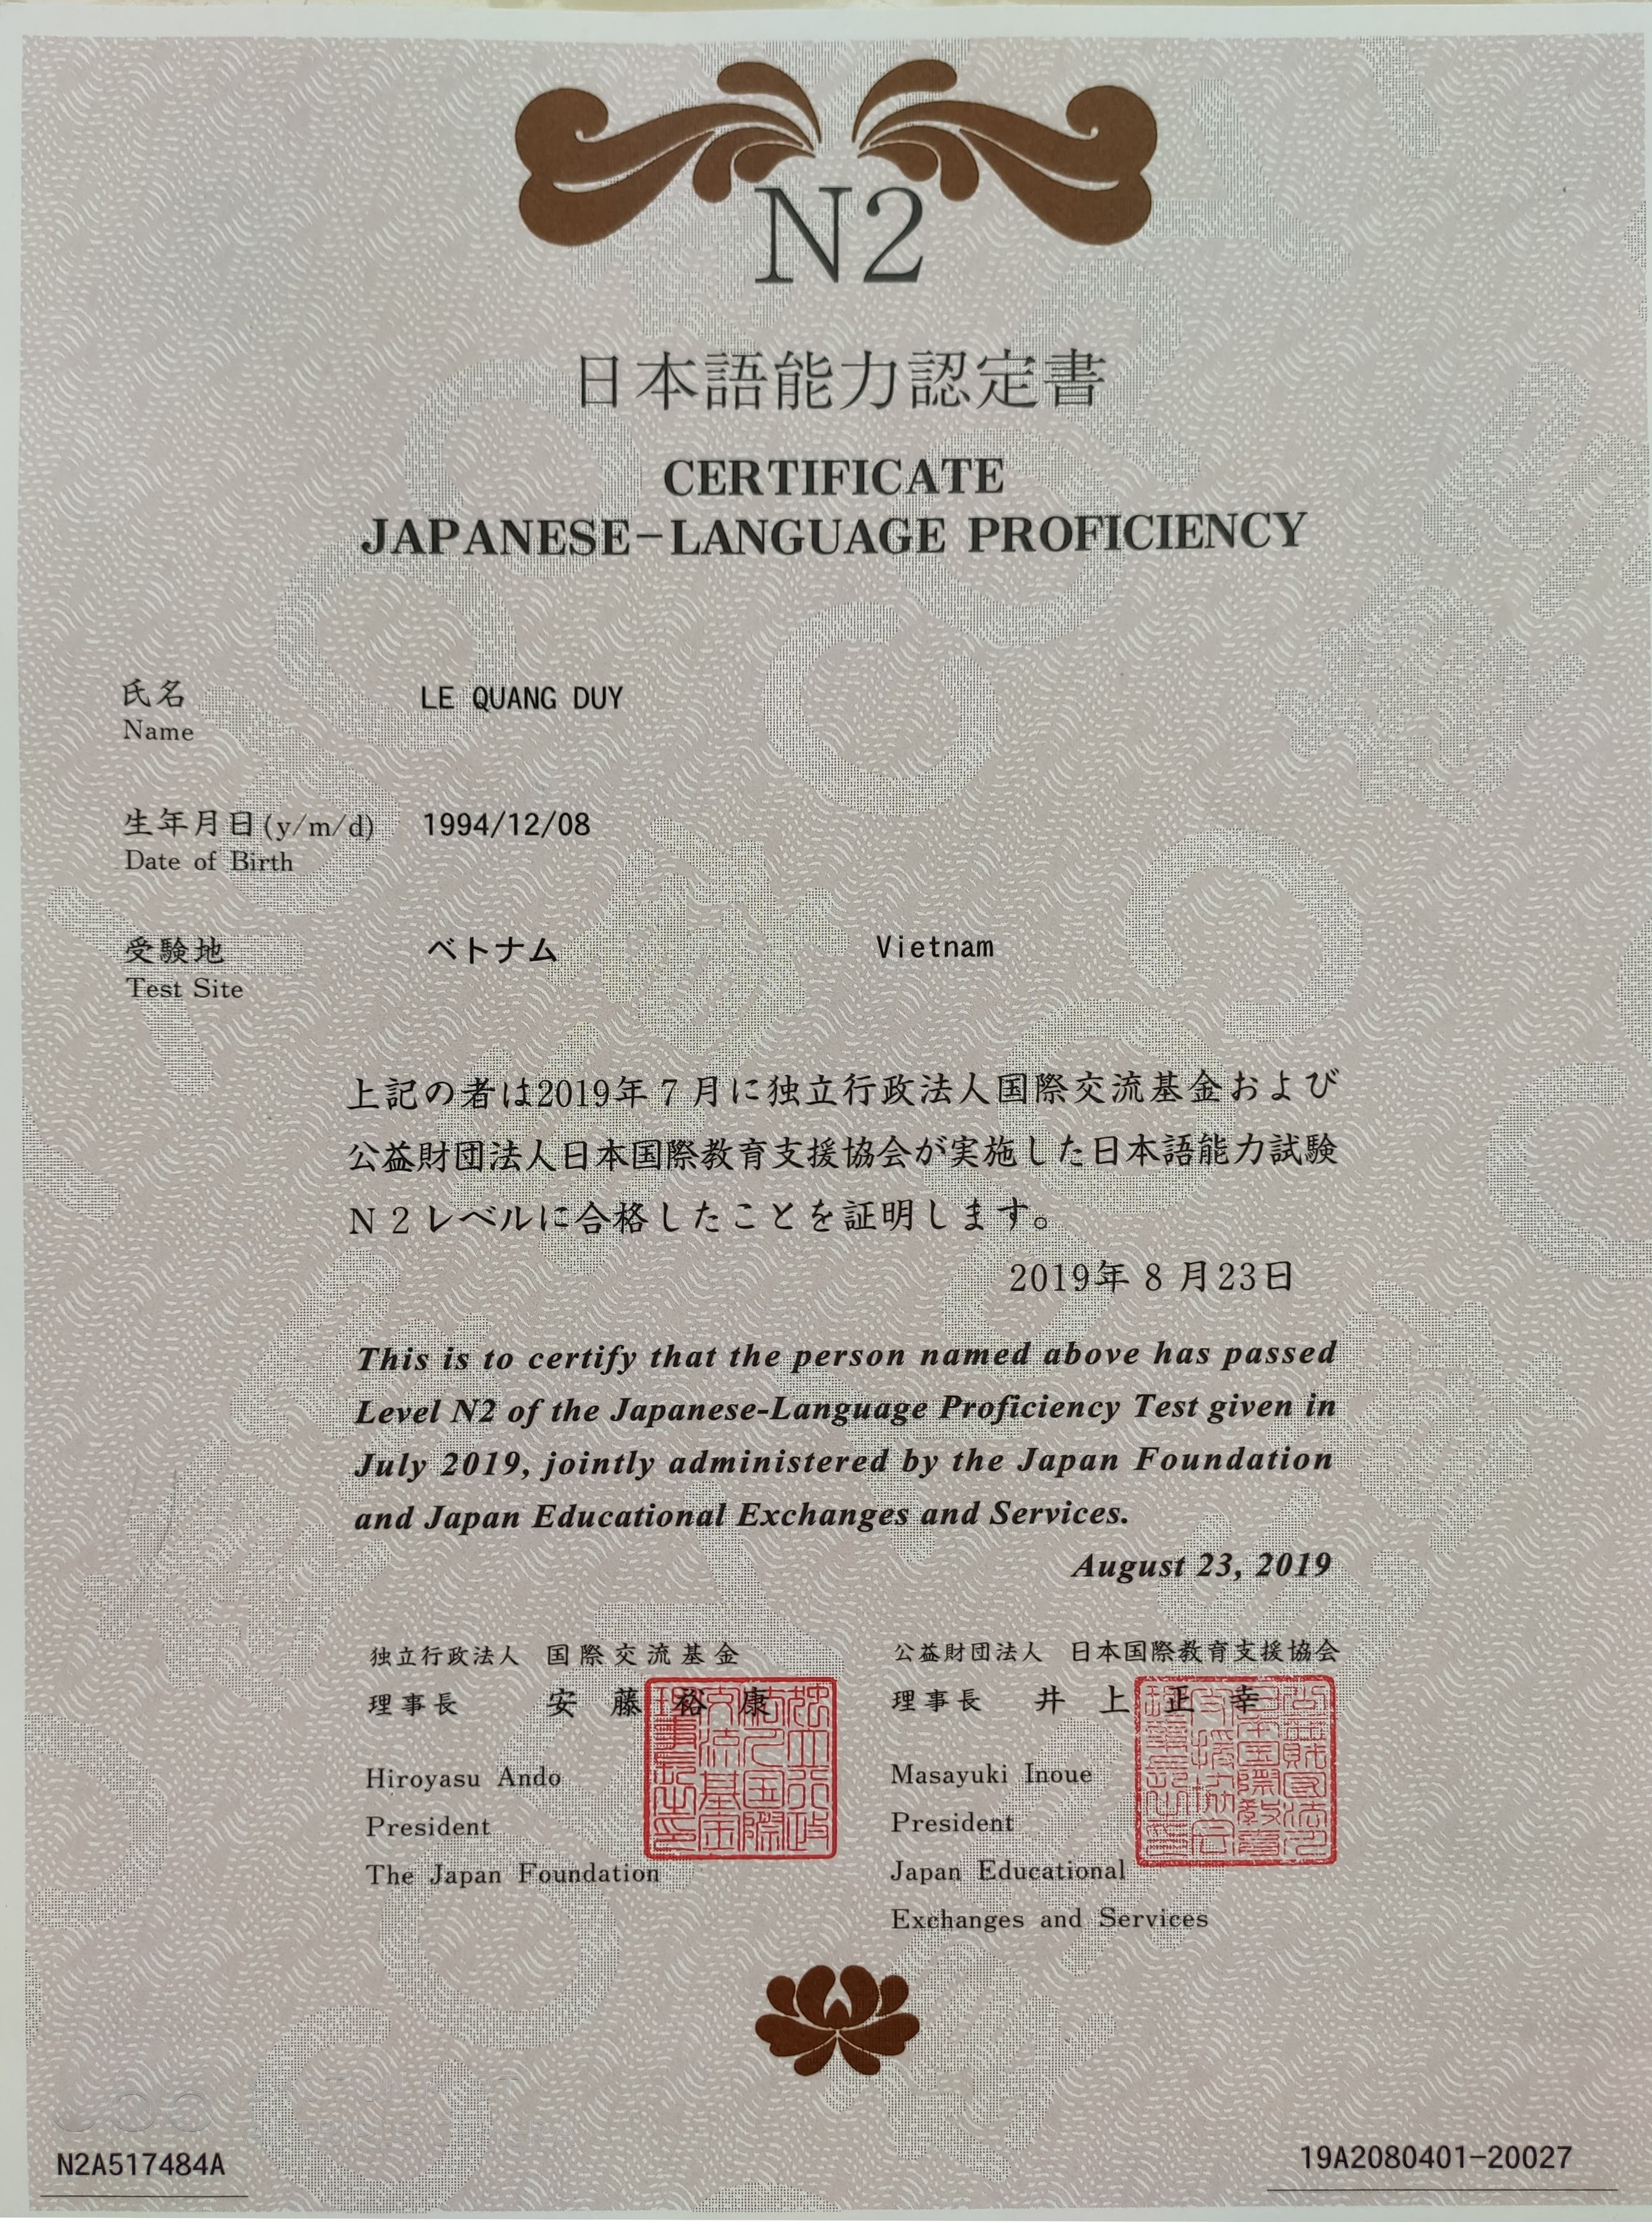 N2
日本語能力認定書
CERTIFICATE
JAPANESE-LANGUAGE PROFICIENCY
氏名 LE QUANG DUY
Name
生年月日(y/m/d) 1994/12/08
Date of Birth
受験地 ベトナム Vietnam
Test Site
上記の者は2019年7月に独立行政法人国際交流基金および
公益財団法人日本国際教育支援協会が実施した日本語能力試験
N2レベルに合格したことを証明します。
2019年8月23日
This is to certify that the person named above has passed
Level N2 of the Japanese-Language Proficiency Test given in
July 2019, jointly administered by the Japan Foundation
and Japan Educational Exchanges and Services.
August 23, 2019
独立行政法人 国際交流基金
理事長 安藤裕康
Hiroyasu Ando
President
The Japan Foundation
公益財団法人 日本国際教育支援協会
理事長 井上正幸
Masayuki Inoue
President
Japan Educational
Exchanges and Services
N2A517484A
19A2080401-20027